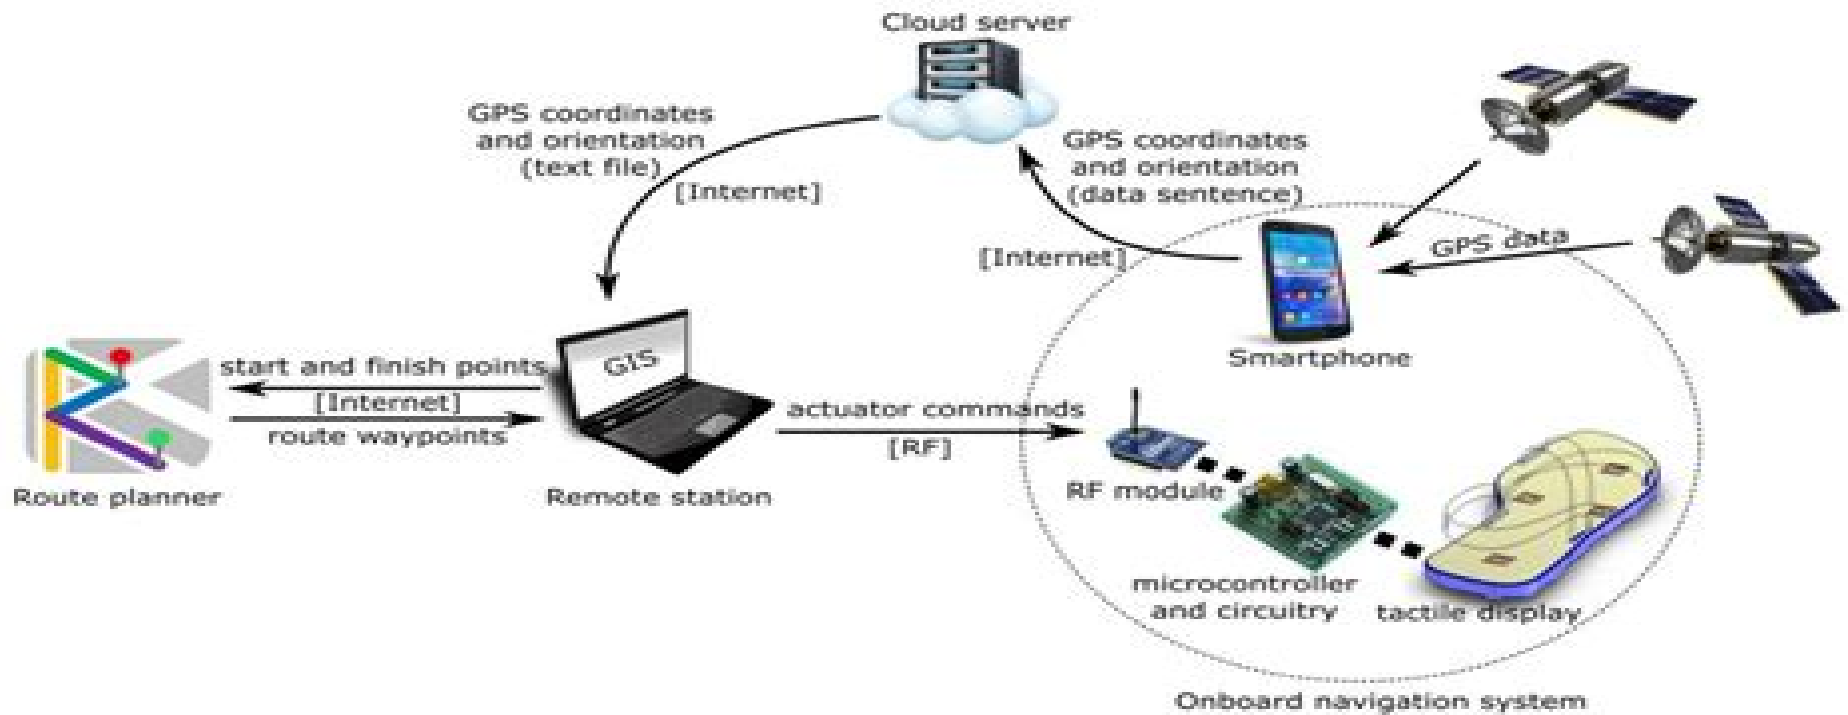 Cloud server
GPS coordinates
and orientation
(text file)
[Internet]
GPS coordinates
and orientation
(data sentence)
[Internet]
GPS data
Smartphone
GIS
start and finish points
[Internet]
route waypoints
Route planner
Remote station
actuator commands
[RF]
RF module
microcontroller
and circuitry
tactile display
Onboard navigation system